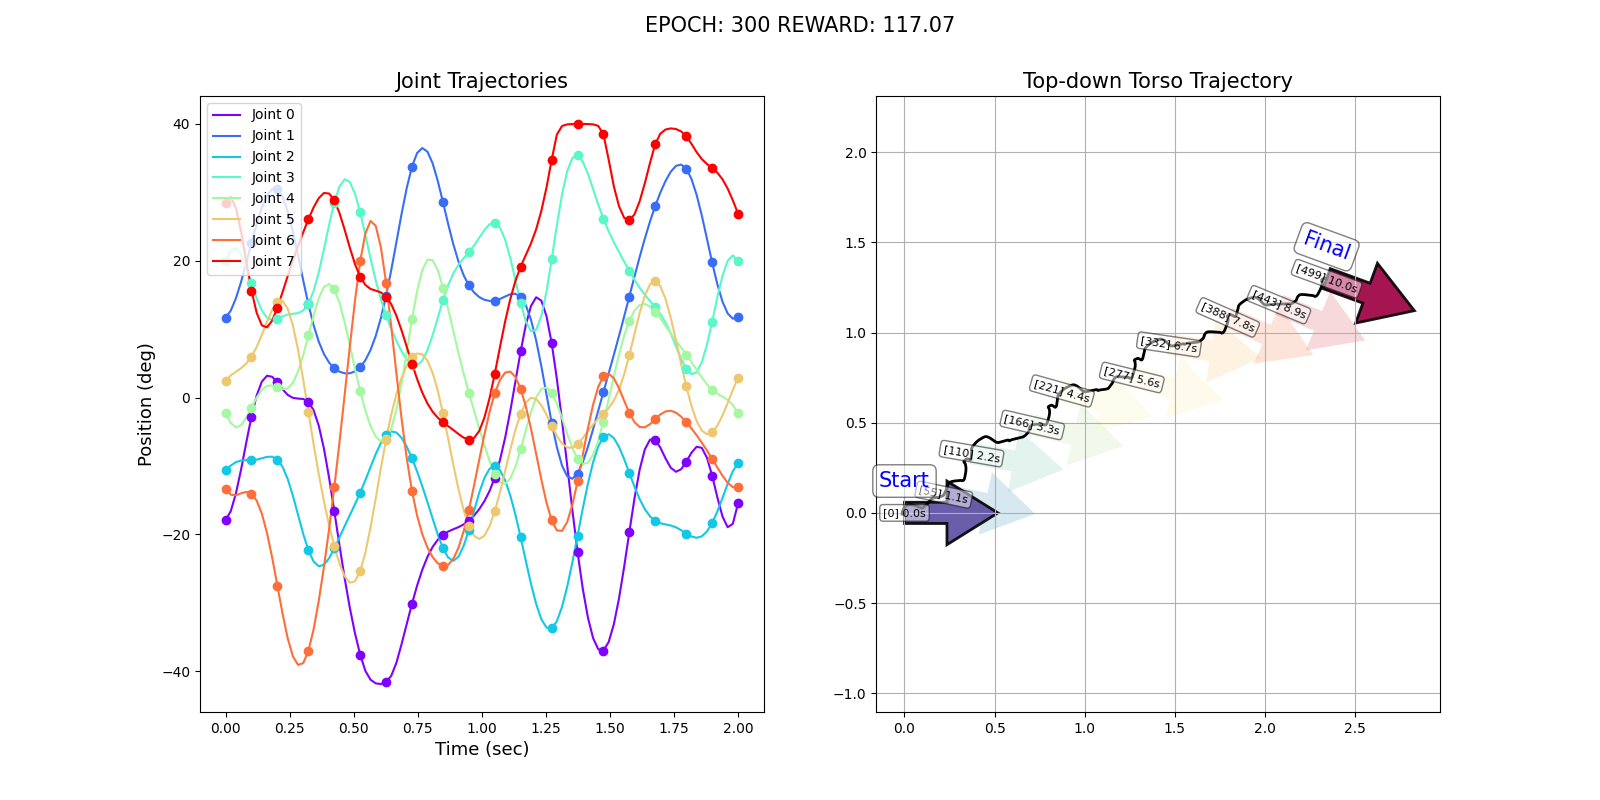 EPOCH: 300 REWARD: 117.07
Joint Trajectories
Position (deg)
40
20
0
−20
−40
Joint 0
Joint 1
Joint 2
Joint 3
Joint 4
Joint 5
Joint 6
Joint 7
0.00 0.25 0.50 0.75 1.00 1.25 1.50 1.75 2.00
Time (sec)
Top-down Torso Trajectory
2.0
1.5
1.0
0.5
0.0
−0.5
−1.0
Final
[499] 10.0s
[443] 8.9s
[388] 7.8s
[332] 6.7s
[277] 5.6s
[221] 4.4s
[166] 3.3s
[110] 2.2s
Start
[55] 1.1s
[0] 0.0s
0.0 0.5 1.0 1.5 2.0 2.5